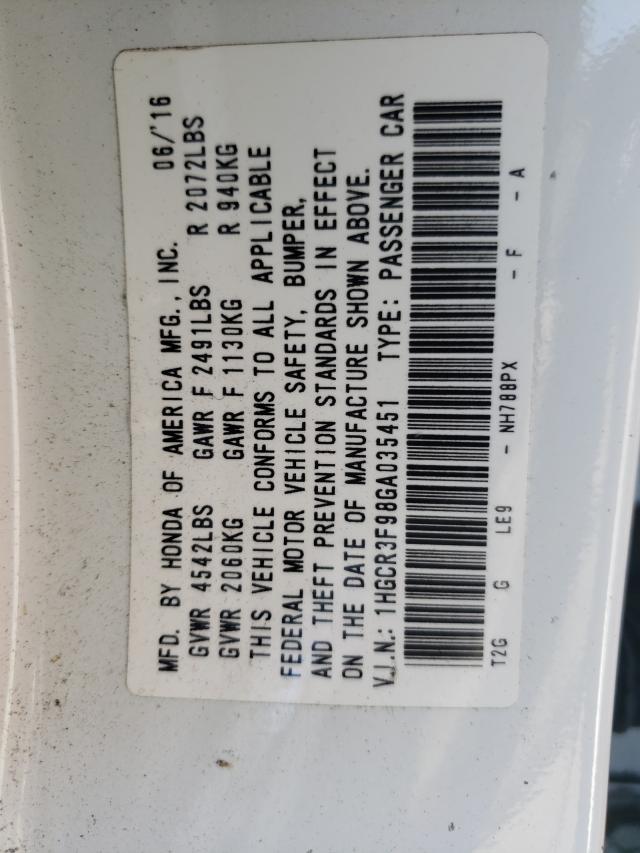 MFD. BY HONDA OF AMERICA MFG., INC. 06/'16
GVWR 4542LBS GAWR F 2491LBS R 2072LBS
GVWR 2060KG GAWR F 1130KG R 940KG
THIS VEHICLE CONFORMS TO ALL APPLICABLE
FEDERAL MOTOR VEHICLE SAFETY, BUMPER,
AND THEFT PREVENTION STANDARDS IN EFFECT
ON THE DATE OF MANUFACTURE SHOWN ABOVE.
V.I.N.: 1HGCR3F98GA035451 TYPE: PASSENGER CAR
T2G G LE9 - NH788PX - F - A